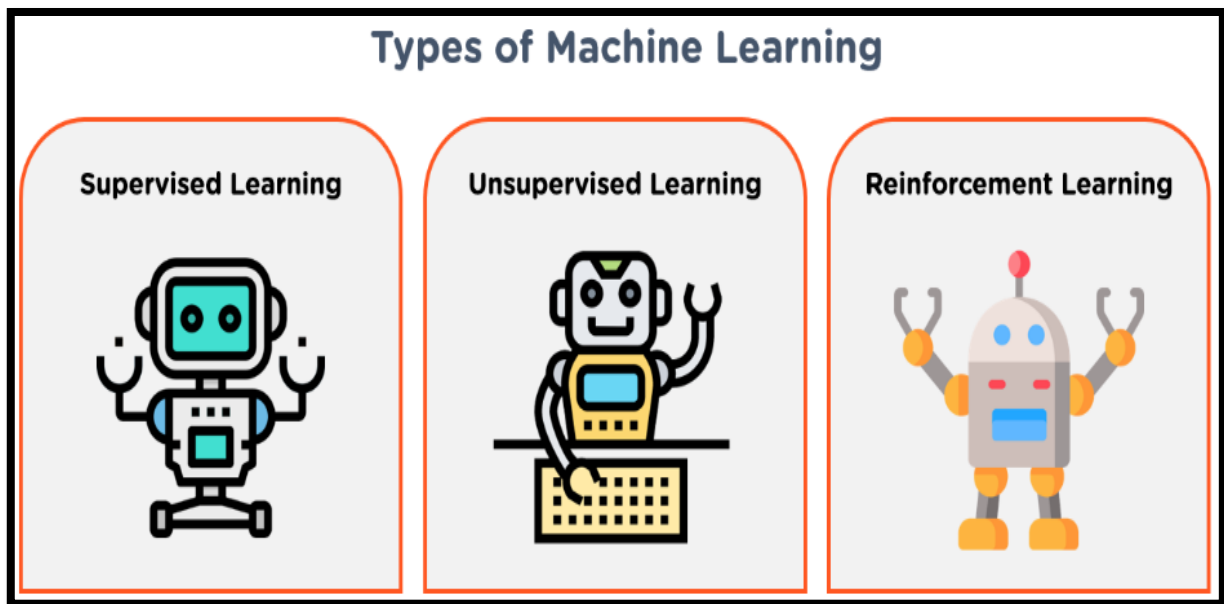 Types of Machine Learning
Supervised Learning
Unsupervised Learning
Reinforcement Learning